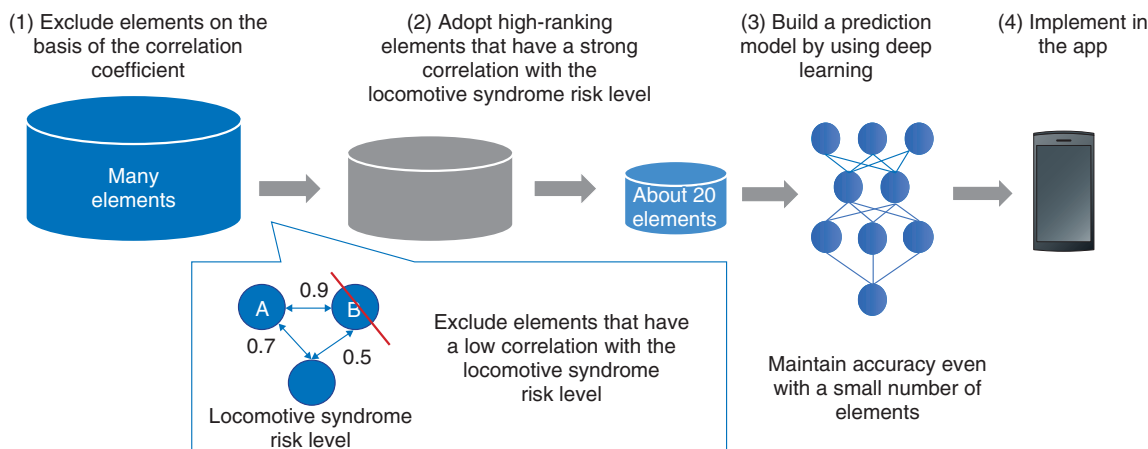 (1) Exclude elements on the
basis of the correlation
coefficient
(2) Adopt high-ranking
elements that have a strong
correlation with the
locomotive syndrome risk level
(3) Build a prediction
model by using deep
learning
(4) Implement in
the app
Many
elements
About 20
elements
A
0.9
B
0.7
0.5
Locomotive syndrome
risk level
Exclude elements that have
a low correlation with the
locomotive syndrome
risk level
Maintain accuracy even
with a small number of
elements